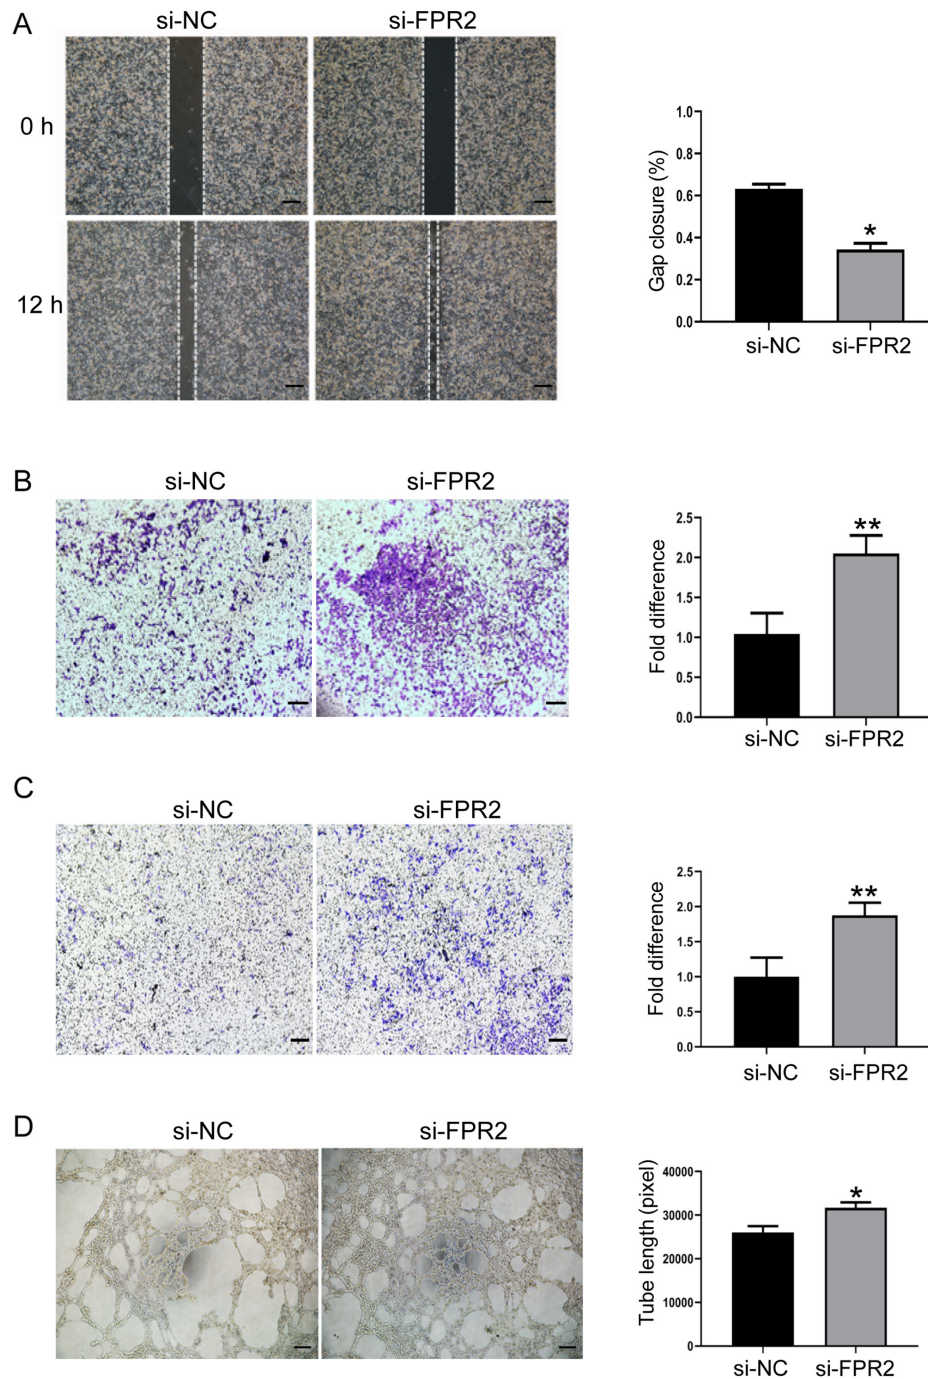 A
si-NC si-FPR2
0 h
12 h
Gap closure (%)
1.0
0.8
0.6
0.4
0.2
0.0
*
si-NC si-FPR2
B
si-NC si-FPR2
Fold difference
2.5
2.0
1.5
1.0
0.5
0.0
**
si-NC si-FPR2
C
si-NC si-FPR2
Fold difference
2.5
2.0
1.5
1.0
0.5
0.0
**
si-NC si-FPR2
D
si-NC si-FPR2
Tube length (pixel)
40000
30000
20000
10000
0
*
si-NC si-FPR2